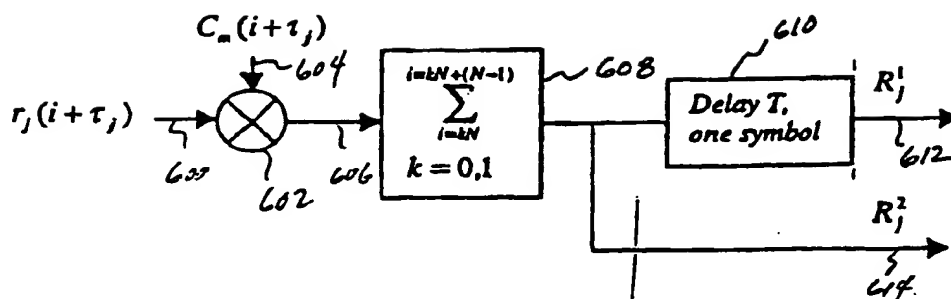 C_m(i+τ_j)
604
r_j(i+τ_j)
600
602
606
i=kN+(N-1)
∑
i=kN
k = 0,1
608
610
Delay T,
one symbol
R_j^1
612
R_j^2
614